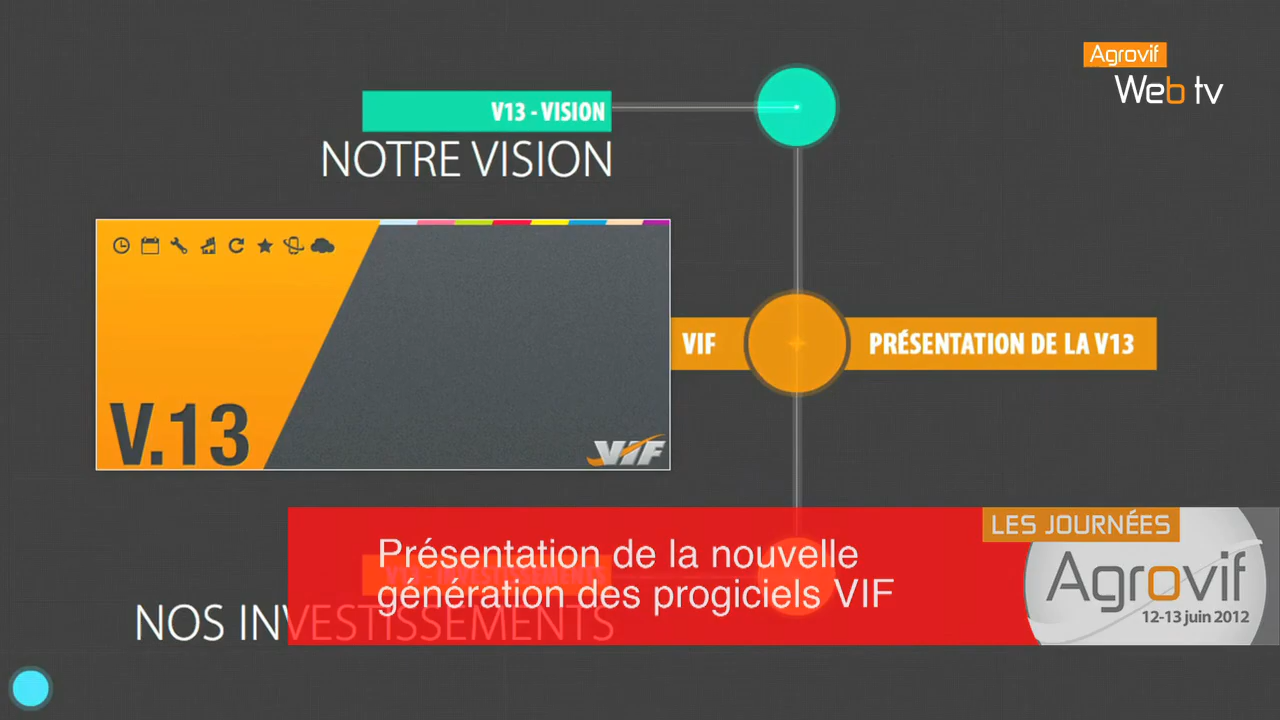 Agrovif
Web tv
V13 - VISION
NOTRE VISION
V.13
VIF
VIF
PRÉSENTATION DE LA V13
LES JOURNÉES
Agrovif
12-13 juin 2012
Présentation de la nouvelle
génération des progiciels VIF
NOS INVESTISSEMENTS